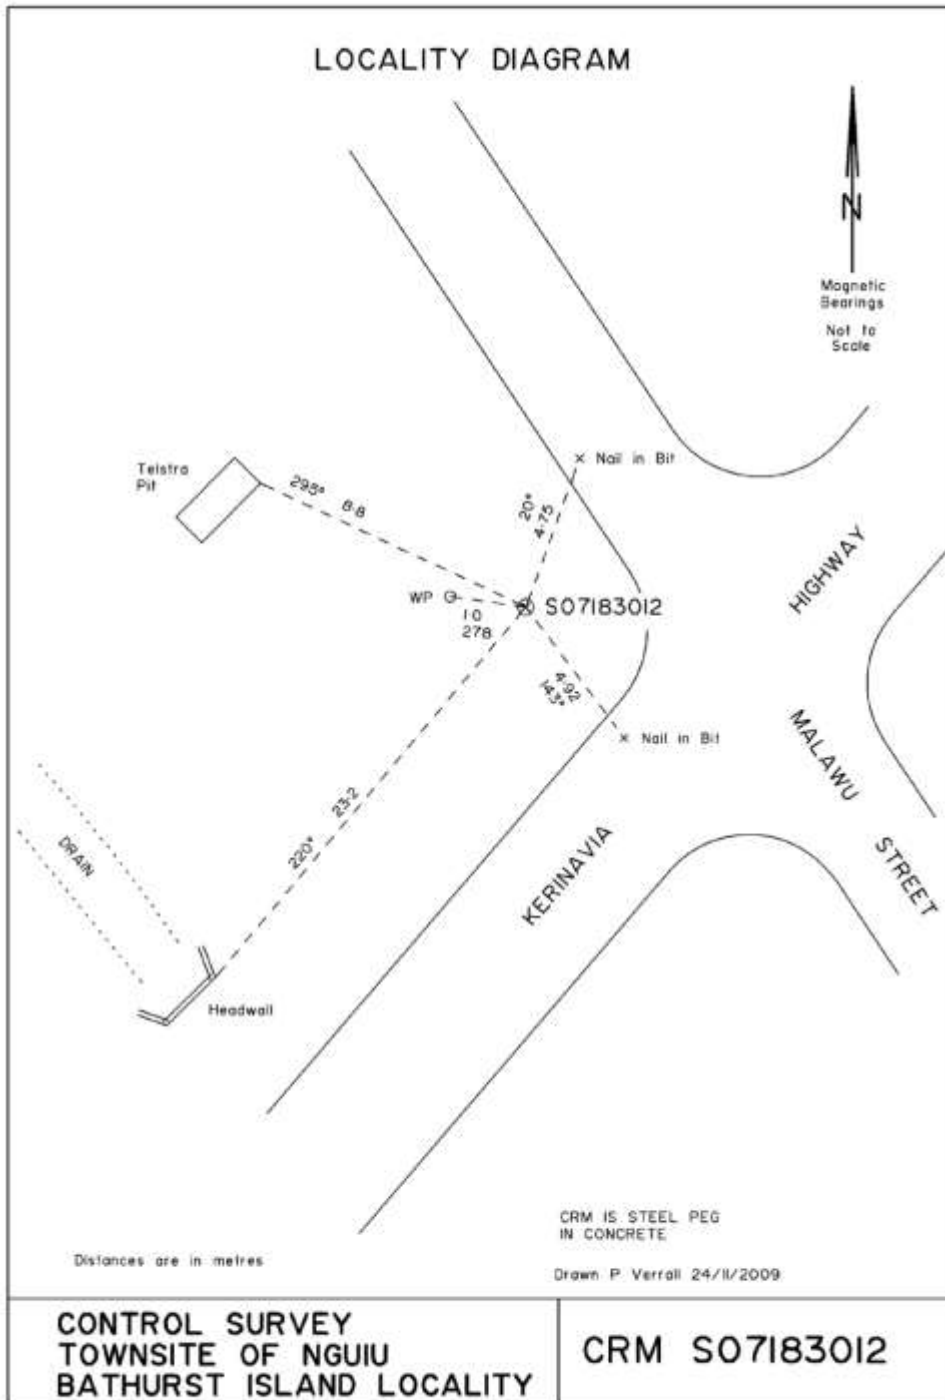 LOCALITY DIAGRAM
N
Magnetic
Bearings
Not to
Scale
Nail in Bit
Telstra
Pit
295° 8·8
20°
4·75
HIGHWAY
WP
1·0
278
S07183012
4·92
143°
Nail in Bit
MALAWU
STREET
220° 23·2
DRAIN
KERINAVIA
Headwall
CRM IS STEEL PEG
IN CONCRETE
Distances are in metres
Drawn P Verrall 24/11/2009
CONTROL SURVEY
TOWNSITE OF NGUIU
BATHURST ISLAND LOCALITY
CRM S07183012